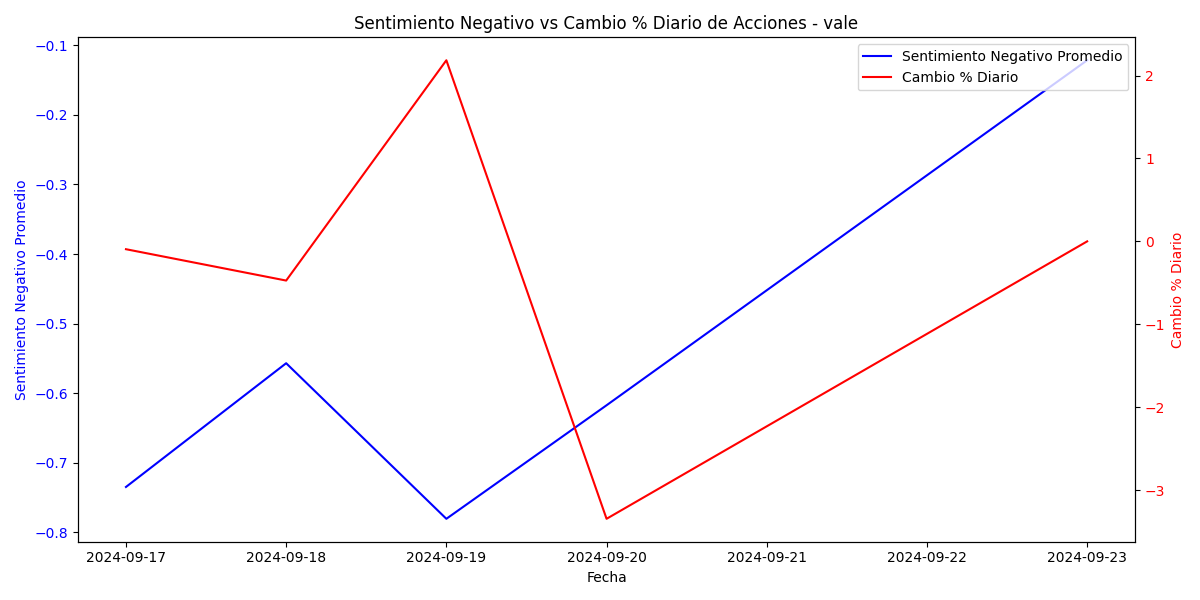 Sentimiento Negativo vs Cambio % Diario de Acciones - vale
Sentimiento Negativo Promedio
Cambio % Diario
−0.1
−0.2
−0.3
−0.4
−0.5
−0.6
−0.7
−0.8
Sentimiento Negativo Promedio
2
1
0
−1
−2
−3
Cambio % Diario
2024-09-17 2024-09-18 2024-09-19 2024-09-20 2024-09-21 2024-09-22 2024-09-23
Fecha